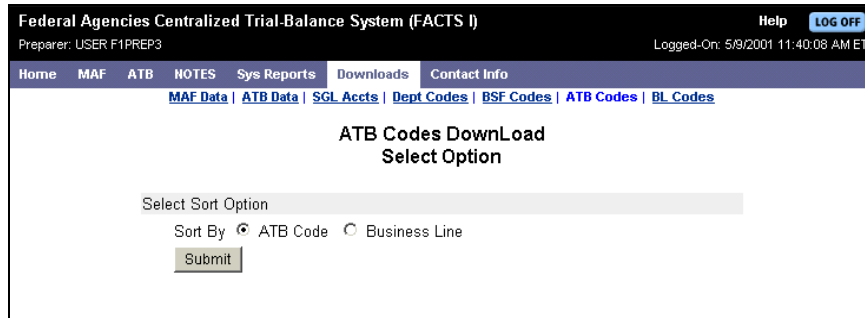 Federal Agencies Centralized Trial-Balance System (FACTS I) Help LOG OFF
Preparer: USER F1PREP3 Logged-On: 5/9/2001 11:40:08 AM ET
Home MAF ATB NOTES Sys Reports Downloads Contact Info
MAF Data | ATB Data | SGL Accts | Dept Codes | BSF Codes | ATB Codes | BL Codes
ATB Codes DownLoad
Select Option
Select Sort Option
Sort By ATB Code Business Line
Submit